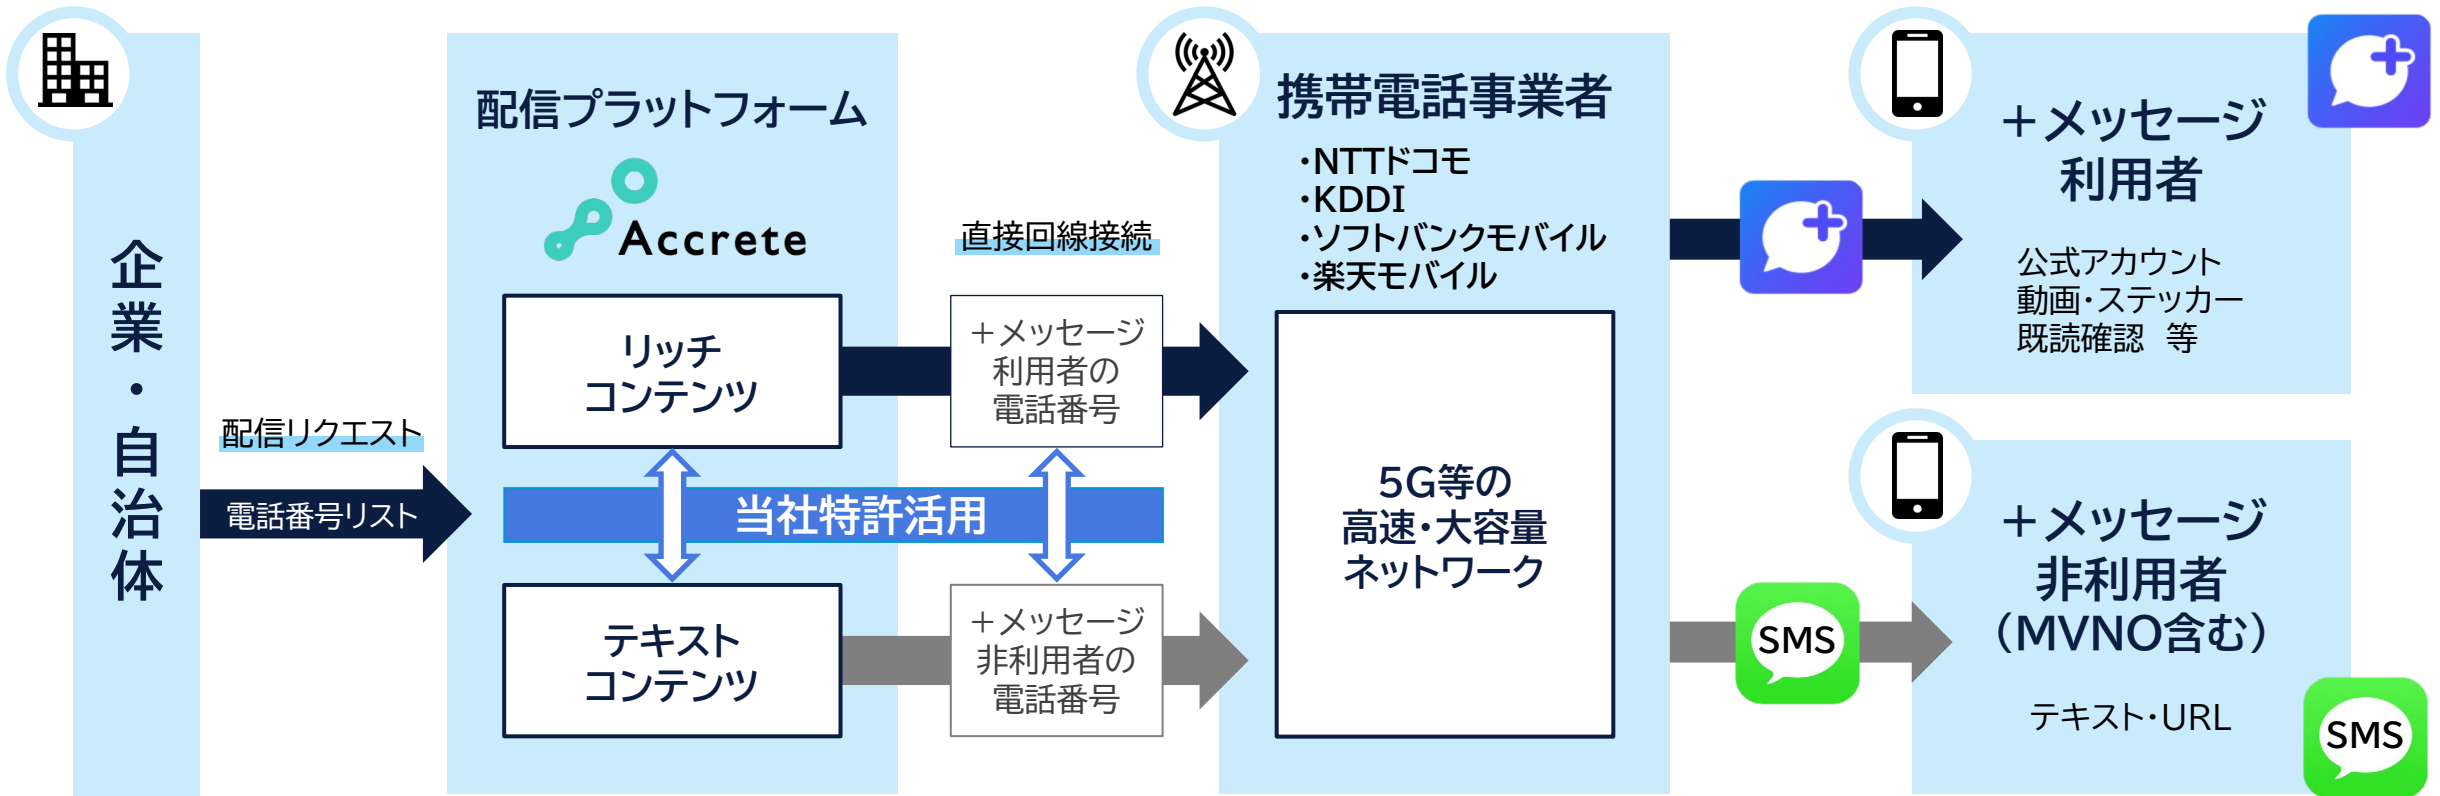 企業・自治体
配信リクエスト
電話番号リスト
配信プラットフォーム
Accrete
リッチ
コンテンツ
当社特許活用
テキスト
コンテンツ
直接回線接続
＋メッセージ
利用者の
電話番号
＋メッセージ
非利用者の
電話番号
携帯電話事業者
・NTTドコモ
・KDDI
・ソフトバンクモバイル
・楽天モバイル
5G等の
高速・大容量
ネットワーク
SMS
＋メッセージ
利用者
公式アカウント
動画・ステッカー
既読確認　等
＋メッセージ
非利用者
（MVNO含む）
テキスト・URL
SMS